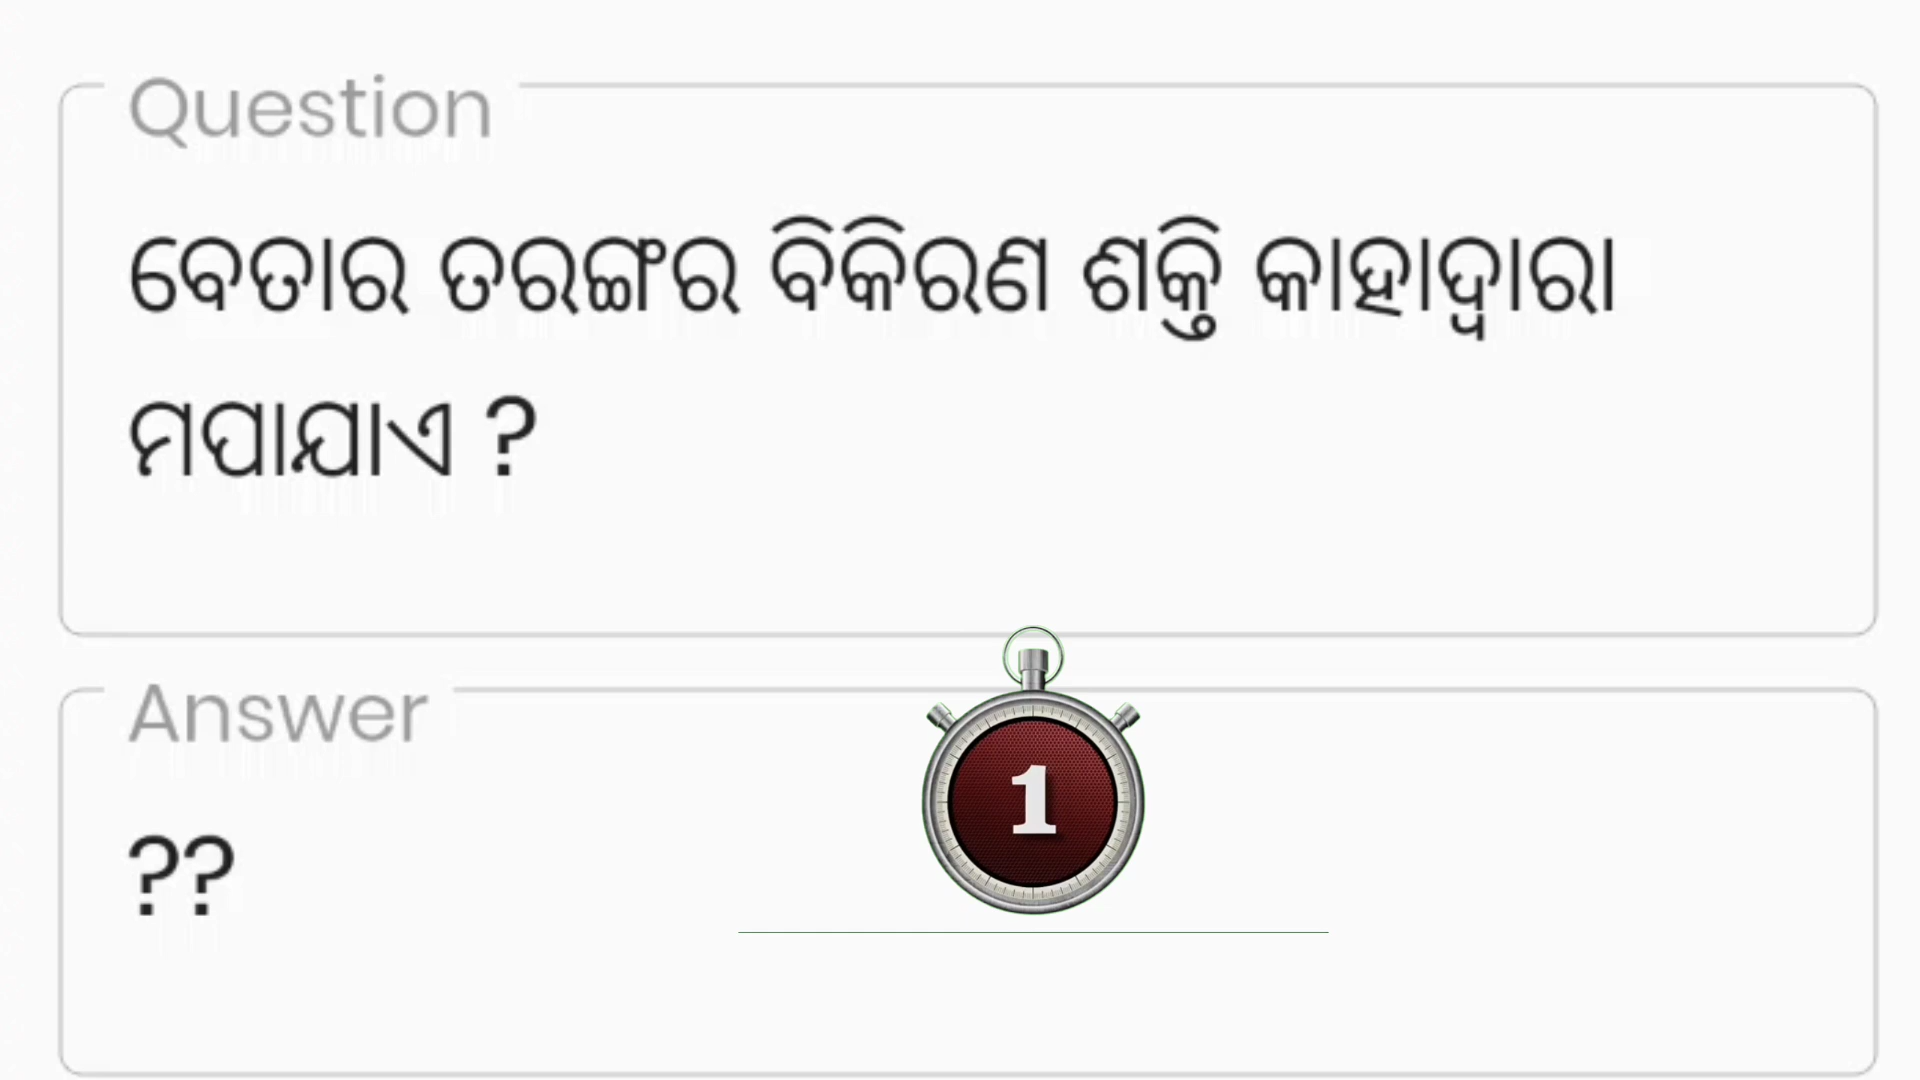 Question
ବେତାର ତରଙ୍ଗର ବିକିରଣ ଶକ୍ତି କାହାଦ୍ୱାରା
ମପାଯାଏ ?
Answer
1
??